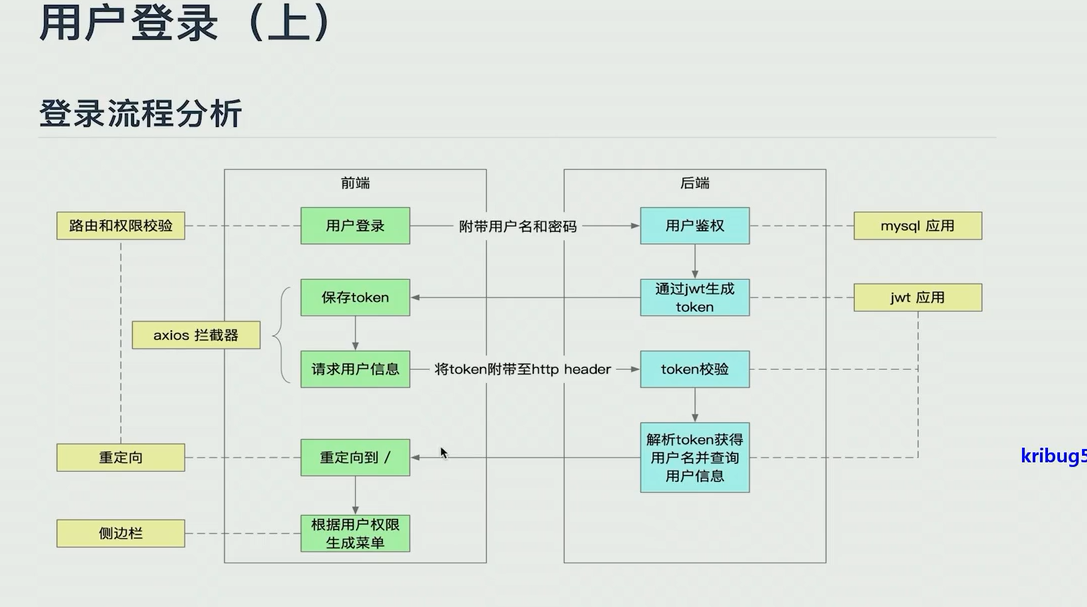 用户登录（上）
登录流程分析
前端
后端
路由和权限校验
用户登录
附带用户名和密码
用户鉴权
mysql 应用
保存token
通过jwt生成
token
jwt 应用
axios 拦截器
请求用户信息
将token附带至http header
token校验
重定向
重定向到 /
解析token获得
用户名并查询
用户信息
kribug5
侧边栏
根据用户权限
生成菜单